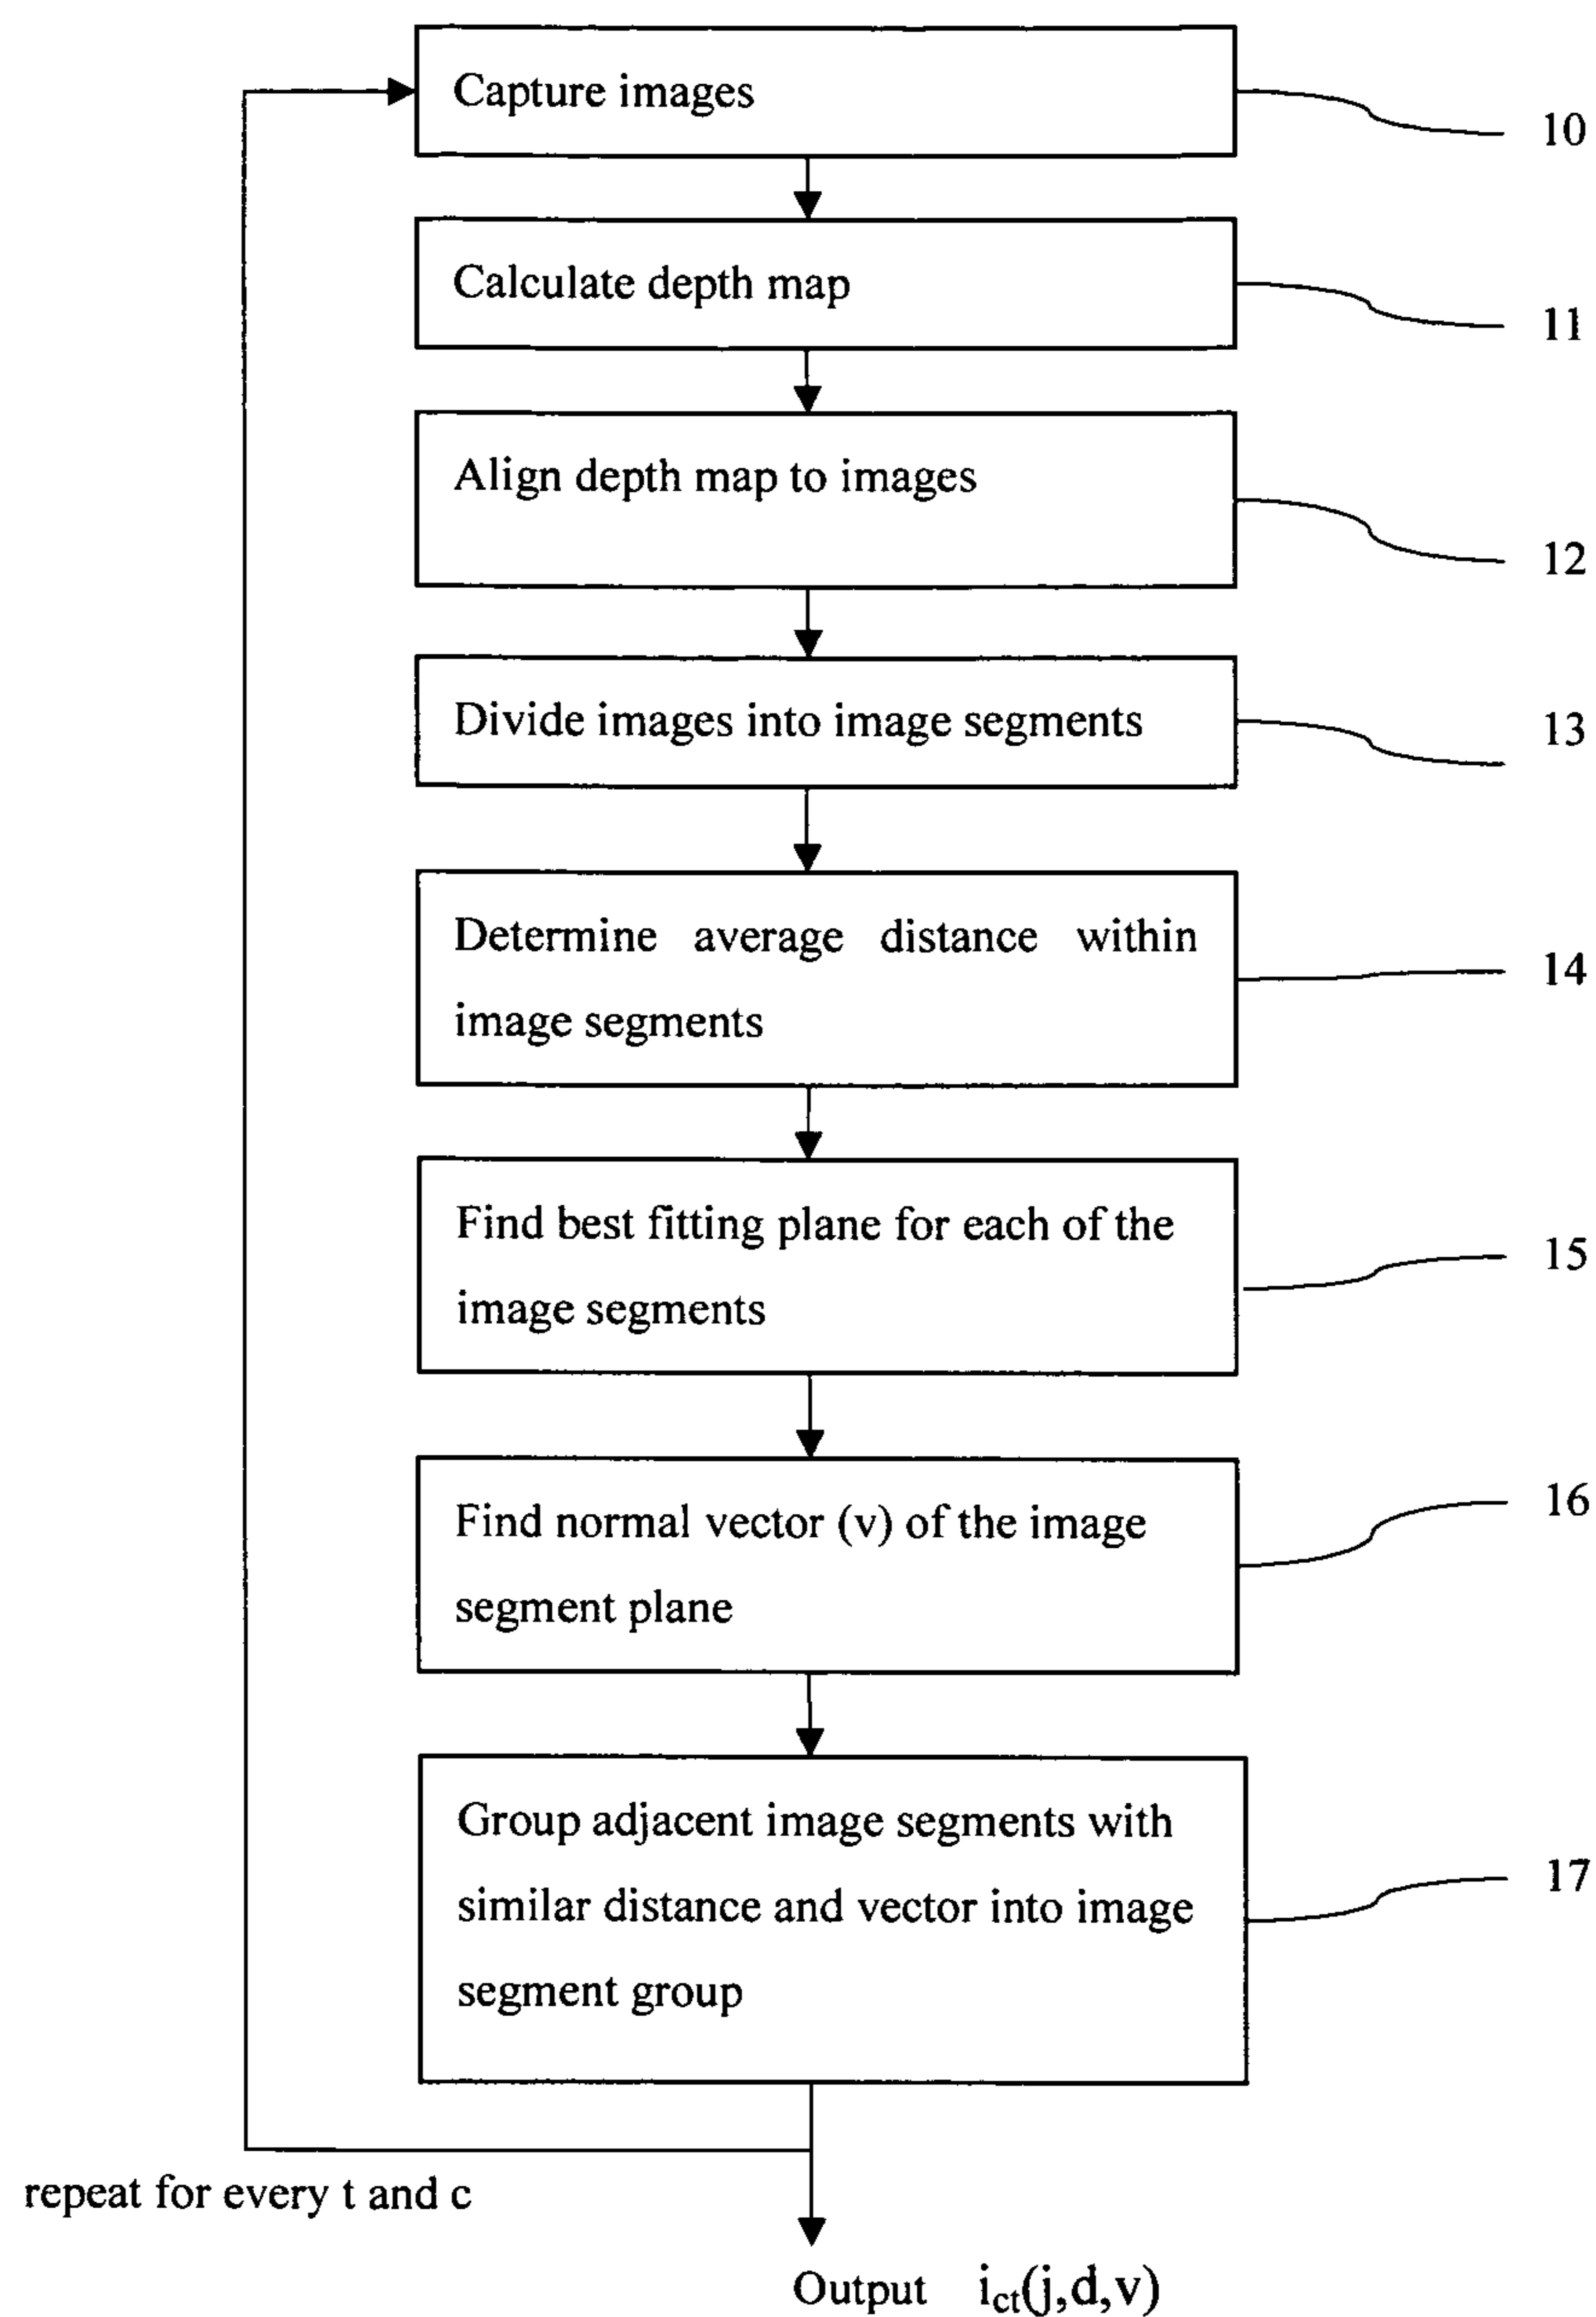 Capture images
10
Calculate depth map
11
Align depth map to images
12
Divide images into image segments
13
Determine average distance within
image segments
14
Find best fitting plane for each of the
image segments
15
Find normal vector (v) of the image
segment plane
16
Group adjacent image segments with
similar distance and vector into image
segment group
17
repeat for every t and c
Output i_ct(j,d,v)